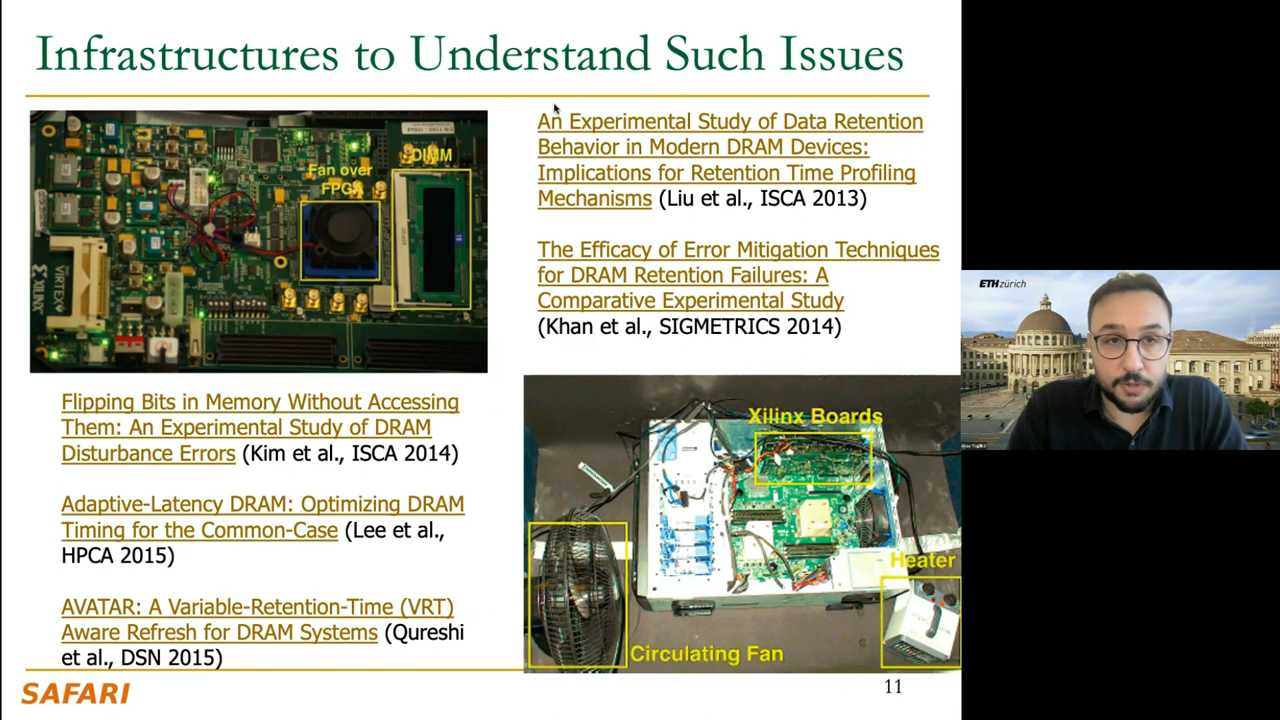 Infrastructures to Understand Such Issues
DIMM
Fan over
FPGA
XILINX
VIRTEX
An Experimental Study of Data Retention
Behavior in Modern DRAM Devices:
Implications for Retention Time Profiling
Mechanisms (Liu et al., ISCA 2013)
The Efficacy of Error Mitigation Techniques
for DRAM Retention Failures: A
Comparative Experimental Study
(Khan et al., SIGMETRICS 2014)
Flipping Bits in Memory Without Accessing
Them: An Experimental Study of DRAM
Disturbance Errors (Kim et al., ISCA 2014)
Adaptive-Latency DRAM: Optimizing DRAM
Timing for the Common-Case (Lee et al.,
HPCA 2015)
AVATAR: A Variable-Retention-Time (VRT)
Aware Refresh for DRAM Systems (Qureshi
et al., DSN 2015)
Xilinx Boards
Heater
Circulating Fan
SAFARI
11
ETH zürich